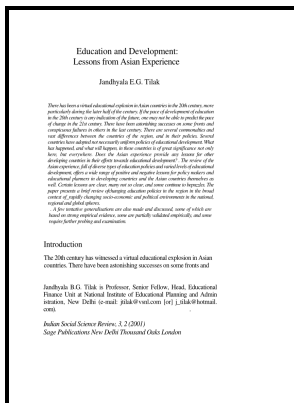 Education and Development:
Lessons from Asian Experience
Jandhyala E.G. Tilak
There has been a virtual educational explosion in Asian countries in the 20th century, more
particularly during the later half of the century. If the pace of development of education
in the 20th century is any indication of the future, one may not be able to predict the pace
of change in the 21st century. There have been astonishing successes on some fronts and
conspicuous failures in others in the last century. There are several commonalities and
vast differences between the countries of the region, and in their policies. Several
countries have adopted not necessarily uniform policies of educational development. What
has happened, and what will happen, in these countries is of great significance not only
here, but everywhere. Does the Asian experience provide any lessons for other
developing countries in their efforts towards educational development? The review of the
Asian experience, full of diverse types of education policies and varied levels of educational
development, offers a wide range of positive and negative lessons for policy makers and
educational planners in developing countries and the Asian countries themselves as
well. Certain lessons are clear, many not so clear, and some continue to be puzzles. The
paper presents a brief review of changing education policies in the region in the broad
context of rapidly changing socio-economic and political environments in the national,
regional and global spheres.
A few tentative generalisations are also made and discussed, some of which are
based on strong empirical evidence, some are partially validated empirically, and some
require further probing and examination.
Introduction
The 20th century has witnessed a virtual educational explosion in Asian
countries. There have been astonishing successes on some fronts and
Jandhyala B.G. Tilak is Professor, Senior Fellow, Head, Educational
Finance Unit at National Institute of Educational Planning and Admin
istration, New Delhi (e-mail: jtilak@vsnl.com [or] j_tilak@hotmail.
com).
Indian Social Science Review, 3, 2 (2001)
Sage Publications New Delhi Thousand Oaks London